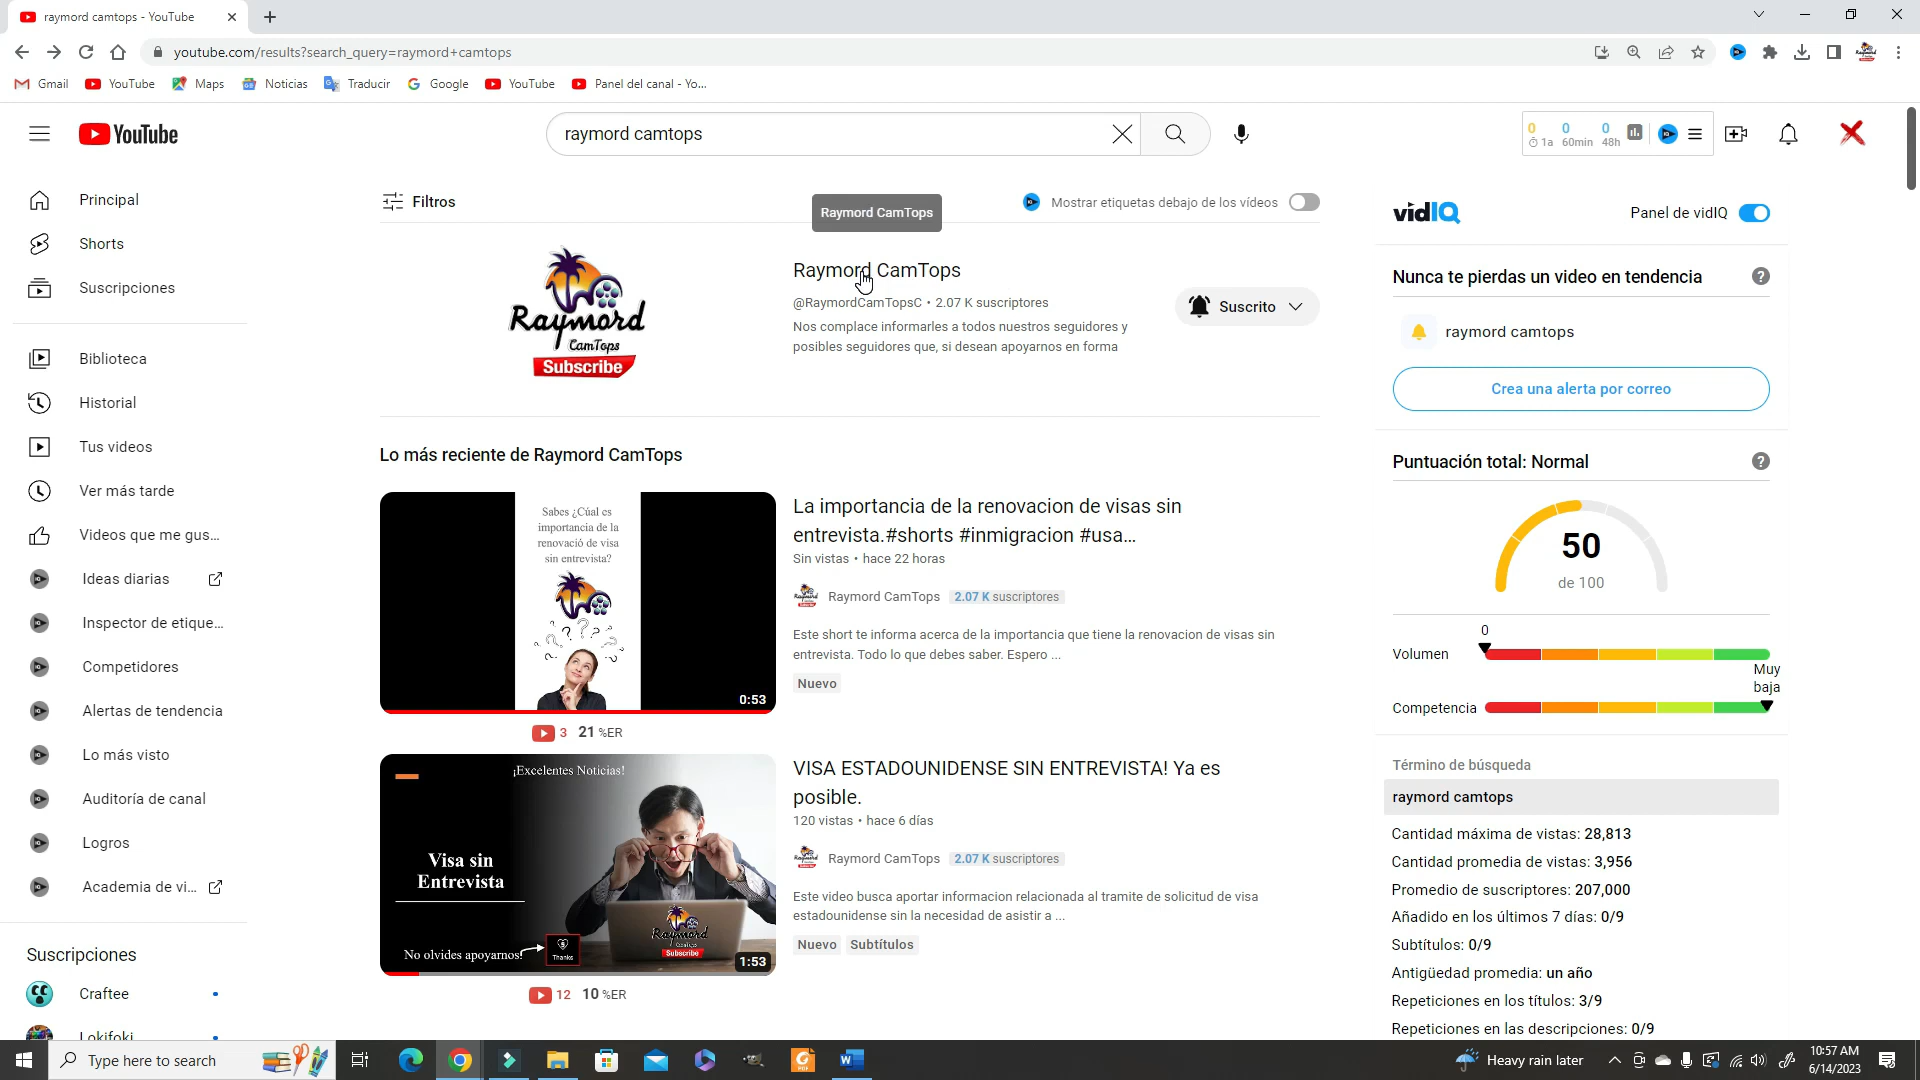 raymord camtops - YouTube
youtube.com/results?search_query=raymord+camtops
Gmail
YouTube
Maps
Noticias
Traducir
Google
YouTube
Panel del canal - Yo...
YouTube
raymord camtops
0 0 0
1a 60min 48h
Principal
Shorts
Suscripciones
Biblioteca
Historial
Tus videos
Ver más tarde
Videos que me gus...
Ideas diarias
Inspector de etique...
Competidores
Alertas de tendencia
Lo más visto
Auditoría de canal
Logros
Academia de vi...
Suscripciones
Craftee
Lokifoki
Filtros
Raymord CamTops
Mostrar etiquetas debajo de los vídeos
Raymord
CamTops
Subscribe
Raymord CamTops
@RaymordCamTopsC • 2.07 K suscriptores
Nos complace informarles a todos nuestros seguidores y
posibles seguidores que, si desean apoyarnos en forma
Suscrito
Lo más reciente de Raymord CamTops
Sabes ¿Cúal es
importancia de la
renovació de visa
sin entrevista?
0:53
3 21 %ER
La importancia de la renovacion de visas sin
entrevista.#shorts #inmigracion #usa...
Sin vistas • hace 22 horas
Raymord CamTops 2.07 K suscriptores
Este short te informa acerca de la importancia que tiene la renovacion de visas sin
entrevista. Todo lo que debes saber. Espero ...
Nuevo
¡Excelentes Noticias!
Visa sin
Entrevista
No olvides apoyarnos!
Thanks
Raymord
CamTops
Subscribe
1:53
12 10 %ER
VISA ESTADOUNIDENSE SIN ENTREVISTA! Ya es
posible.
120 vistas • hace 6 días
Raymord CamTops 2.07 K suscriptores
Este video busca aportar informacion relacionada al tramite de solicitud de visa
estadounidense sin la necesidad de asistir a ...
Nuevo Subtítulos
vidIQ
Panel de vidIQ
Nunca te pierdas un video en tendencia
raymord camtops
Crea una alerta por correo
Puntuación total: Normal
50
de 100
0
Volumen
Muy
baja
Competencia
Término de búsqueda
raymord camtops
Cantidad máxima de vistas: 28,813
Cantidad promedia de vistas: 3,956
Promedio de suscriptores: 207,000
Añadido en los últimos 7 días: 0/9
Subtítulos: 0/9
Antigüedad promedia: un año
Repeticiones en los títulos: 3/9
Repeticiones en las descripciones: 0/9
Type here to search
Heavy rain later
10:57 AM
6/14/2023